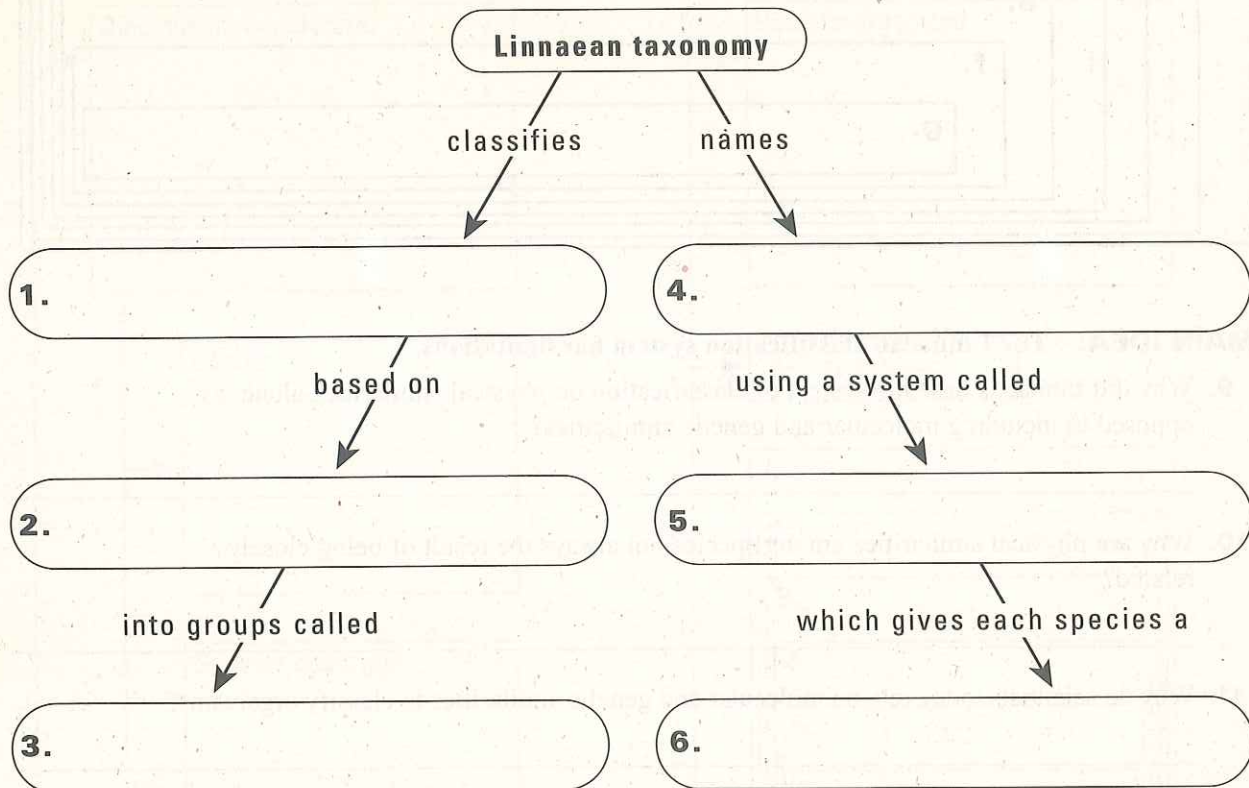 Linnaean taxonomy
classifies
names
1.
4.
based on
using a system called
2.
5.
into groups called
which gives each species a
3.
6.